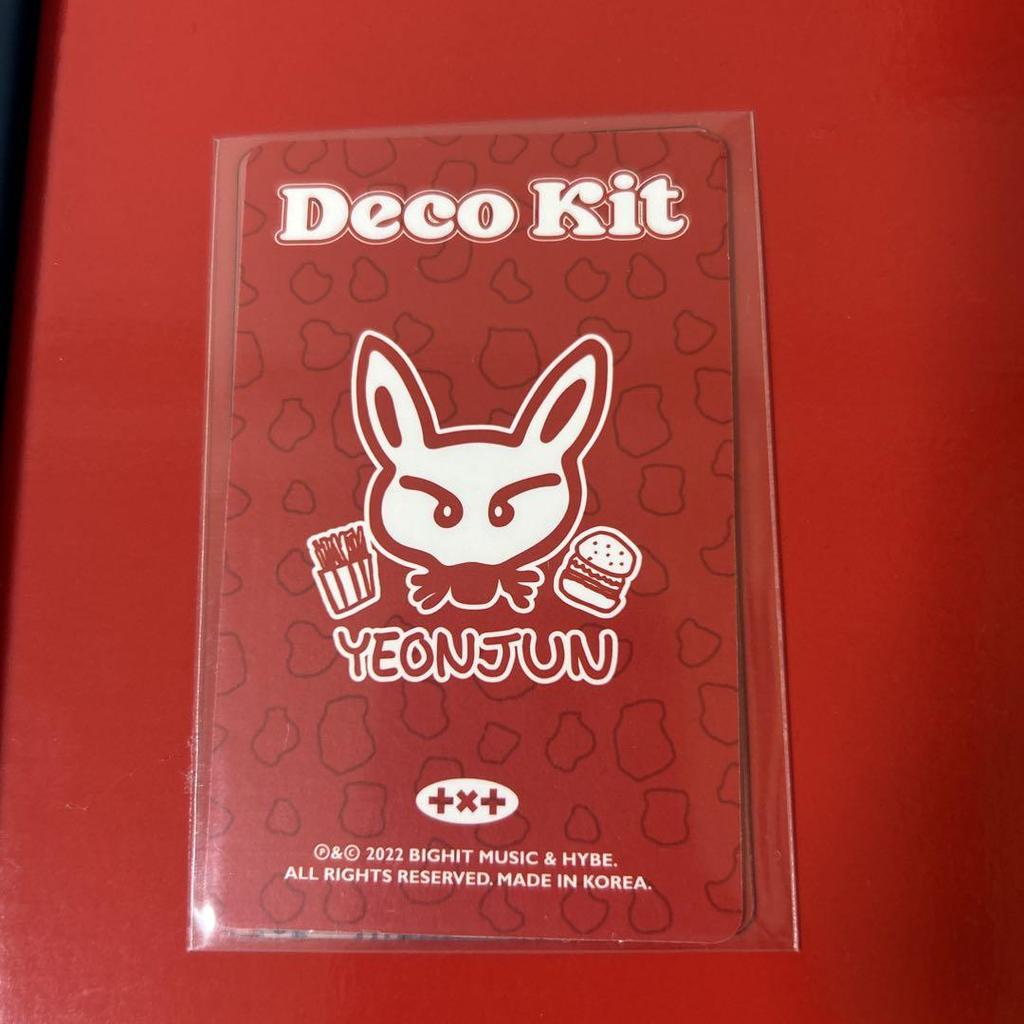 Deco Kit
YEONJUN
+×+
℗&© 2022 BIGHIT MUSIC & HYBE.
ALL RIGHTS RESERVED. MADE IN KOREA.